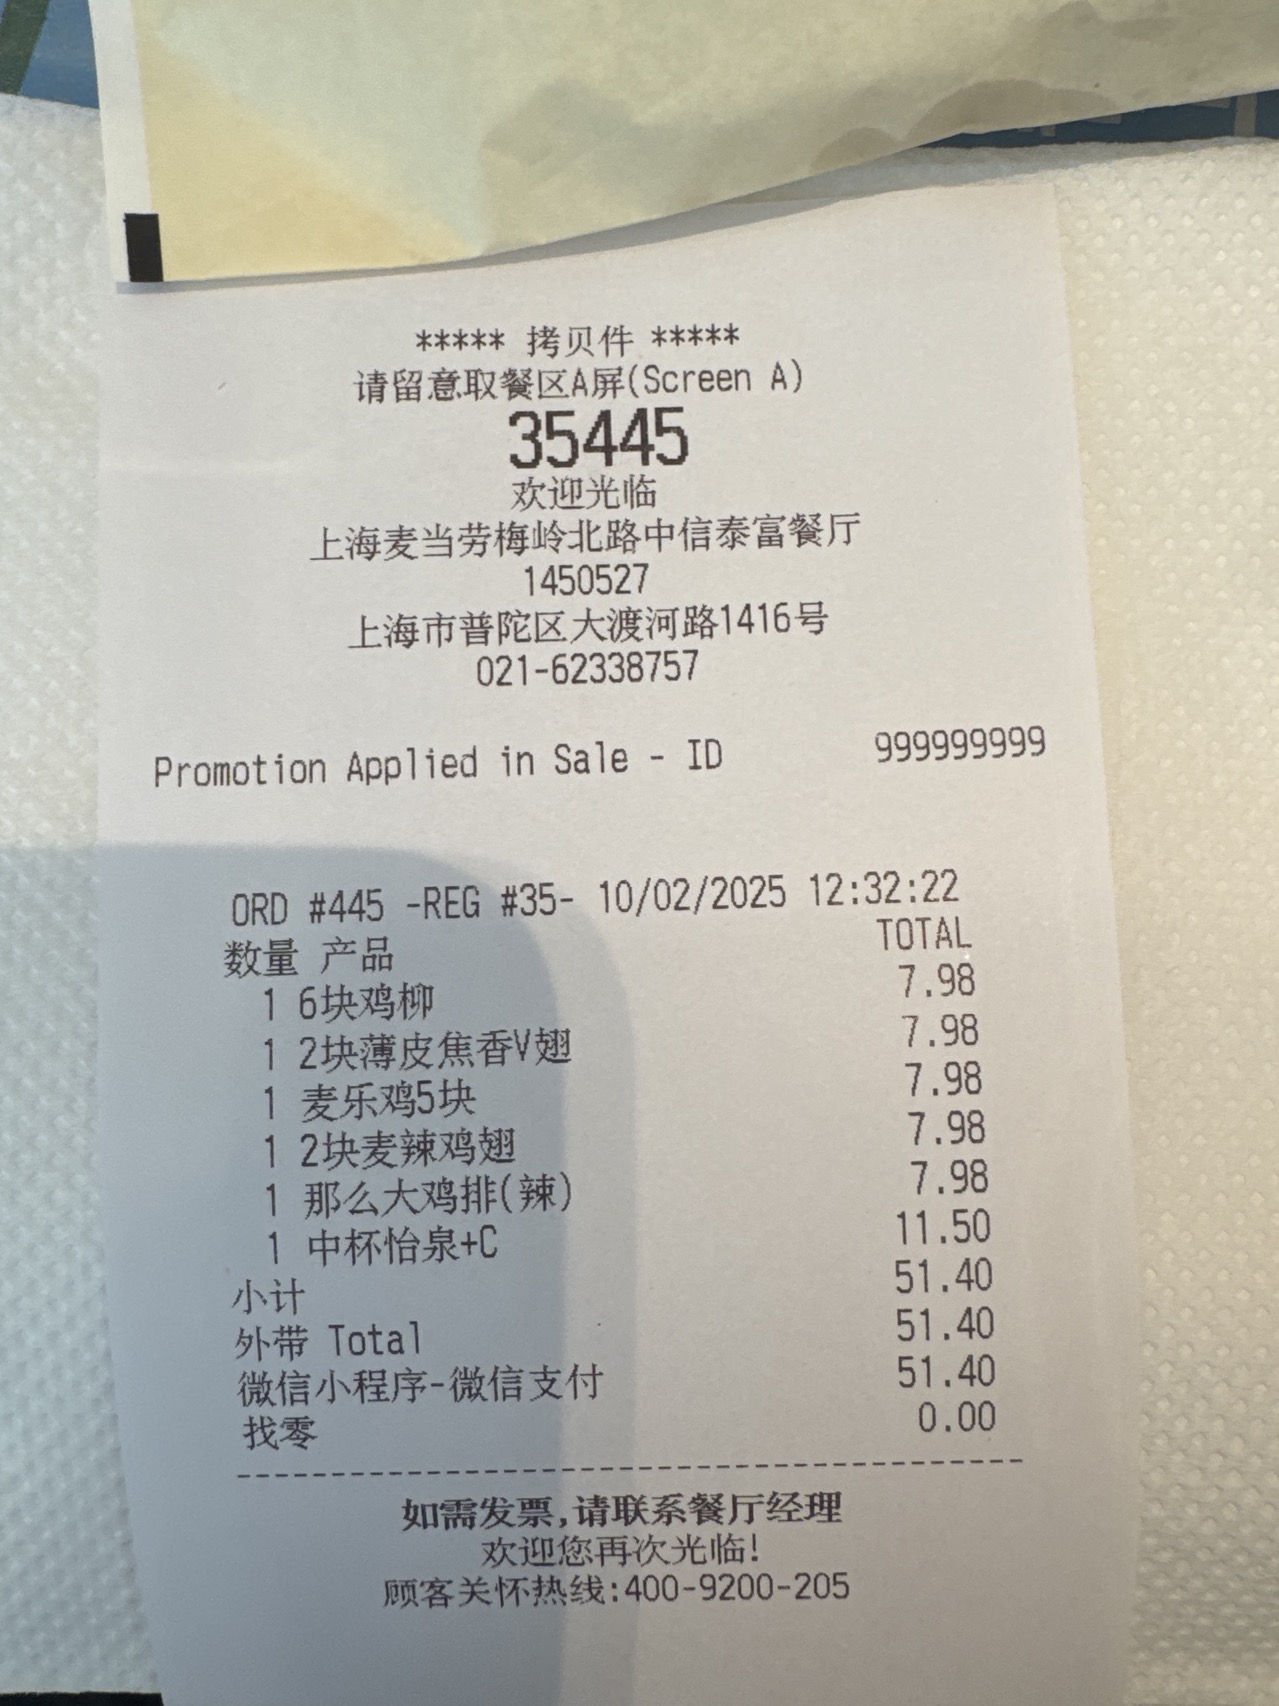 ***** 拷贝件 *****
请留意取餐区A屏(Screen A)
35445
欢迎光临
上海麦当劳梅岭北路中信泰富餐厅
1450527
上海市普陀区大渡河路1416号
021-62338757
Promotion Applied in Sale - ID 999999999
ORD #445 -REG #35- 10/02/2025 12:32:22
数量 产品 TOTAL
1 6块鸡柳 7.98
1 2块薄皮焦香V翅 7.98
1 麦乐鸡5块 7.98
1 2块麦辣鸡翅 7.98
1 那么大鸡排(辣) 7.98
1 中杯怡泉+C 11.50
小计 51.40
外带 Total 51.40
微信小程序-微信支付 51.40
找零 0.00
如需发票,请联系餐厅经理
欢迎您再次光临!
顾客关怀热线:400-9200-205